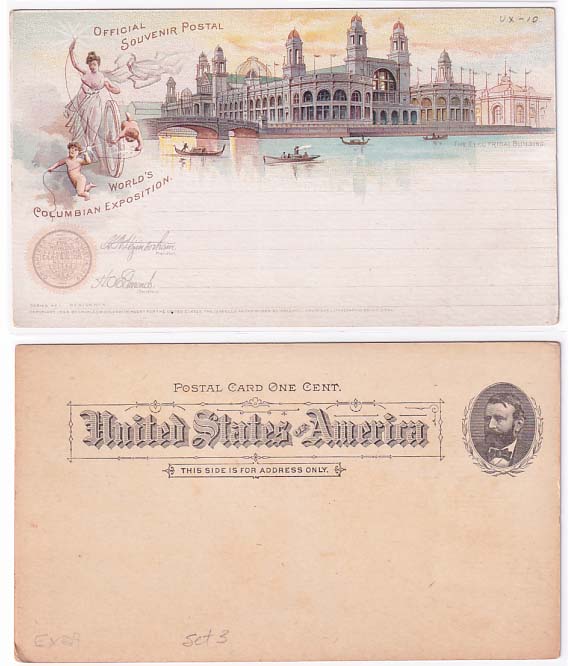 OFFICIAL
SOUVENIR POSTAL
UX-10
THE ELECTRICAL BUILDING.
WORLD'S
COLUMBIAN EXPOSITION.
President.
POSTAL CARD ONE CENT.
United States of America
THIS SIDE IS FOR ADDRESS ONLY.
set 3